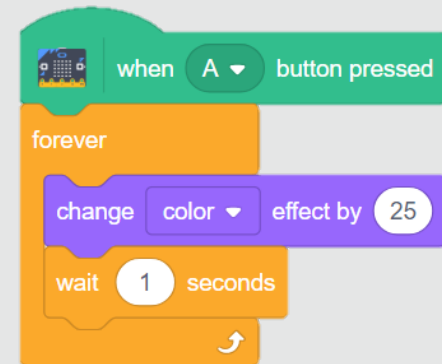 when A button pressed
forever
change color effect by 25
wait 1 seconds